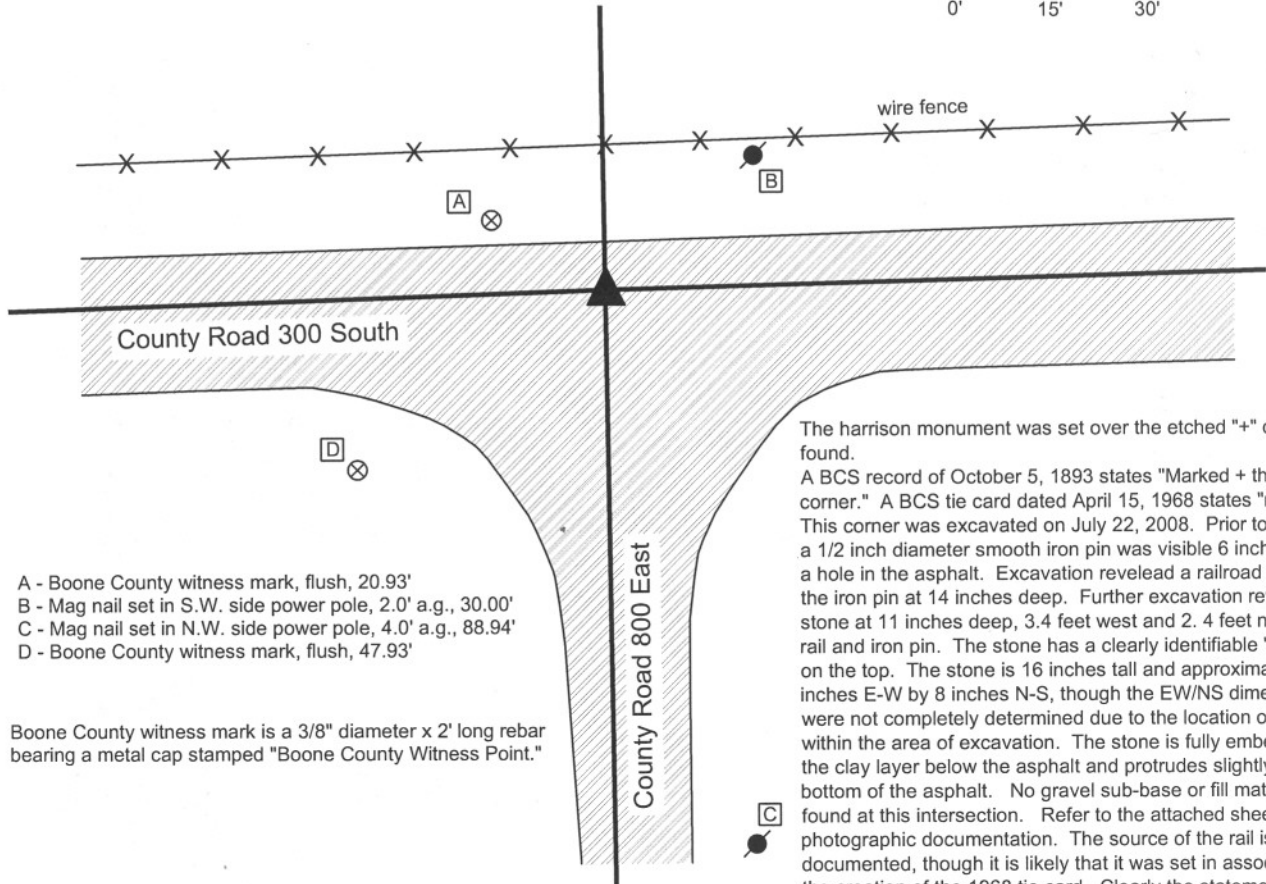 0' 15' 30'
wire fence
A
B
County Road 300 South
D
County Road 800 East
C
A - Boone County witness mark, flush, 20.93'
B - Mag nail set in S.W. side power pole, 2.0' a.g., 30.00'
C - Mag nail set in N.W. side power pole, 4.0' a.g., 88.94'
D - Boone County witness mark, flush, 47.93'
Boone County witness mark is a 3/8" diameter x 2' long rebar
bearing a metal cap stamped "Boone County Witness Point."
The harrison monument was set over the etched "+"
found.
A BCS record of October 5, 1893 states "Marked +
corner." A BCS tie card dated April 15, 1968 states
This corner was excavated on July 22, 2008. Prior to
a 1/2 inch diameter smooth iron pin was visible 6
a hole in the asphalt. Excavation revelead a railroad
the iron pin at 14 inches deep. Further excavation
stone at 11 inches deep, 3.4 feet west and 2. 4 feet
rail and iron pin. The stone has a clearly identifiable
on the top. The stone is 16 inches tall and
inches E-W by 8 inches N-S, though the EW/NS
were not completely determined due to the location
within the area of excavation. The stone is fully
the clay layer below the asphalt and protrudes slightly
bottom of the asphalt. No gravel sub-base or fill
found at this intersection. Refer to the attached
photographic documentation. The source of the rail is
documented, though it is likely that it was set in
the creation of the 1968 tie card. Clearly the